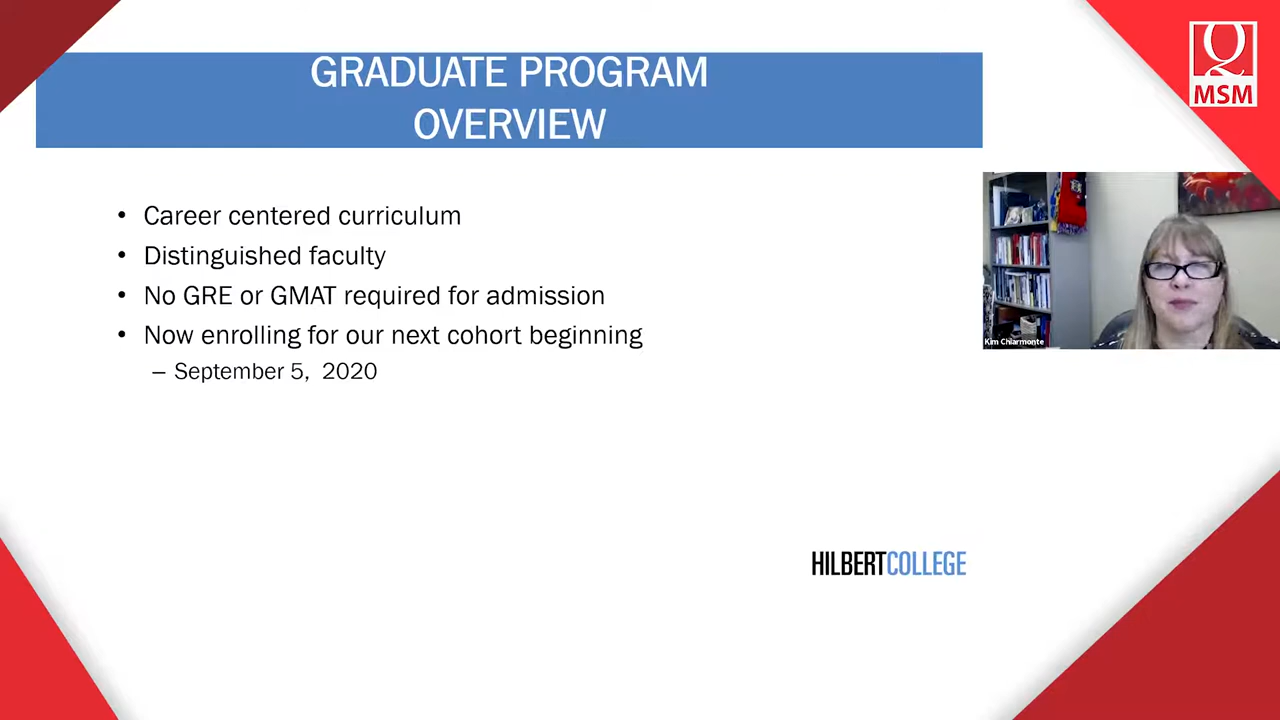 GRADUATE PROGRAM
OVERVIEW
MSM
• Career centered curriculum
• Distinguished faculty
• No GRE or GMAT required for admission
• Now enrolling for our next cohort beginning
– September 5, 2020
Kim Chiarmonte
HILBERTCOLLEGE